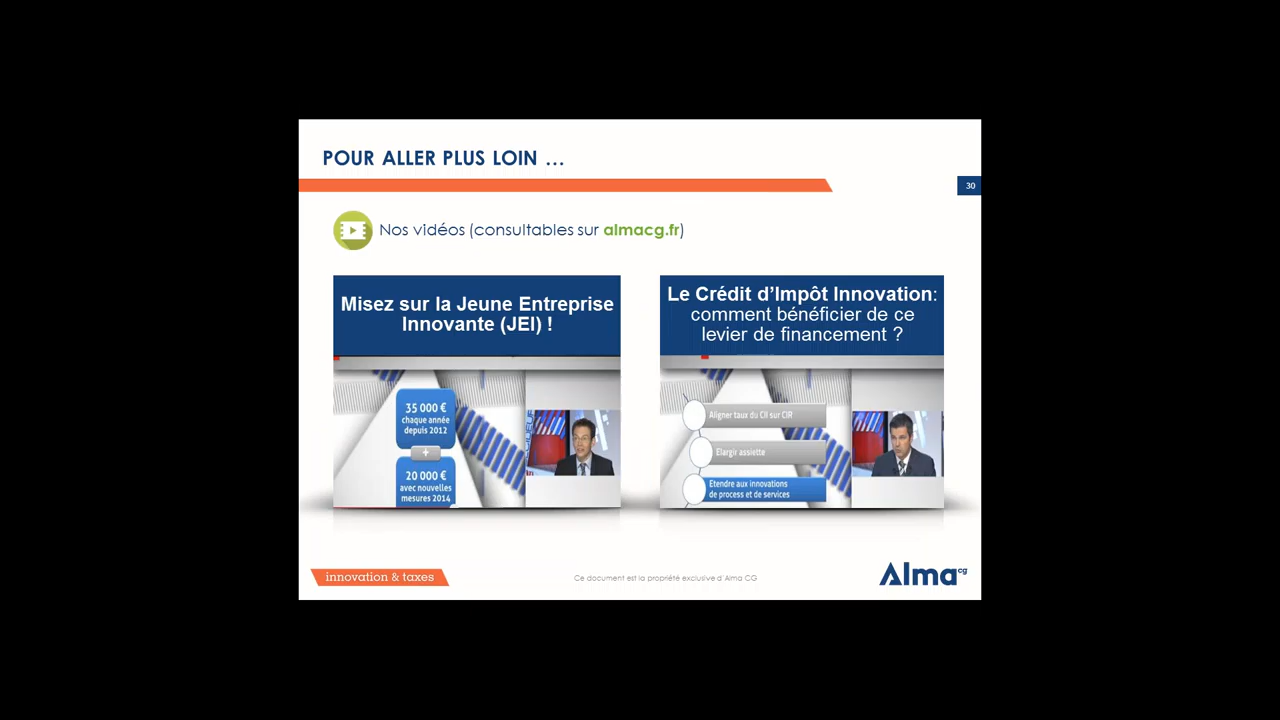 POUR ALLER PLUS LOIN …
30
Nos vidéos (consultables sur almacg.fr)
Misez sur la Jeune Entreprise
Innovante (JEI) !
35 000 €
chaque année
depuis 2012
+
20 000 €
avec nouvelles
mesures 2014
Le Crédit d'Impôt Innovation:
comment bénéficier de ce
levier de financement ?
Aligner taux du CII sur CIR
Elargir assiette
Etendre aux innovations
de process et de services
innovation & taxes
Ce document est la propriété exclusive d'Alma CG
Alma cg